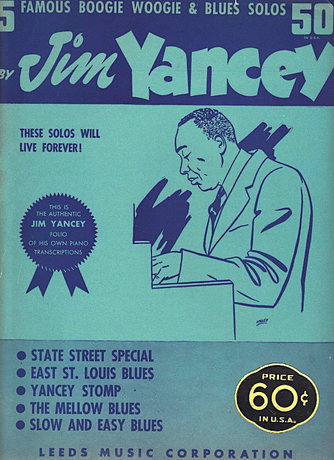 5 FAMOUS BOOGIE WOOGIE & BLUES SOLOS 50
IN U.S.A.
BY Jim Yancey
THESE SOLOS WILL
LIVE FOREVER!
THIS IS
THE AUTHENTIC
JIM YANCEY
FOLIO
OF HIS OWN PIANO
TRANSCRIPTIONS
● STATE STREET SPECIAL
● EAST ST. LOUIS BLUES
● YANCEY STOMP
● THE MELLOW BLUES
● SLOW AND EASY BLUES
PRICE
60¢
IN U.S.A.
LEEDS MUSIC CORPORATION